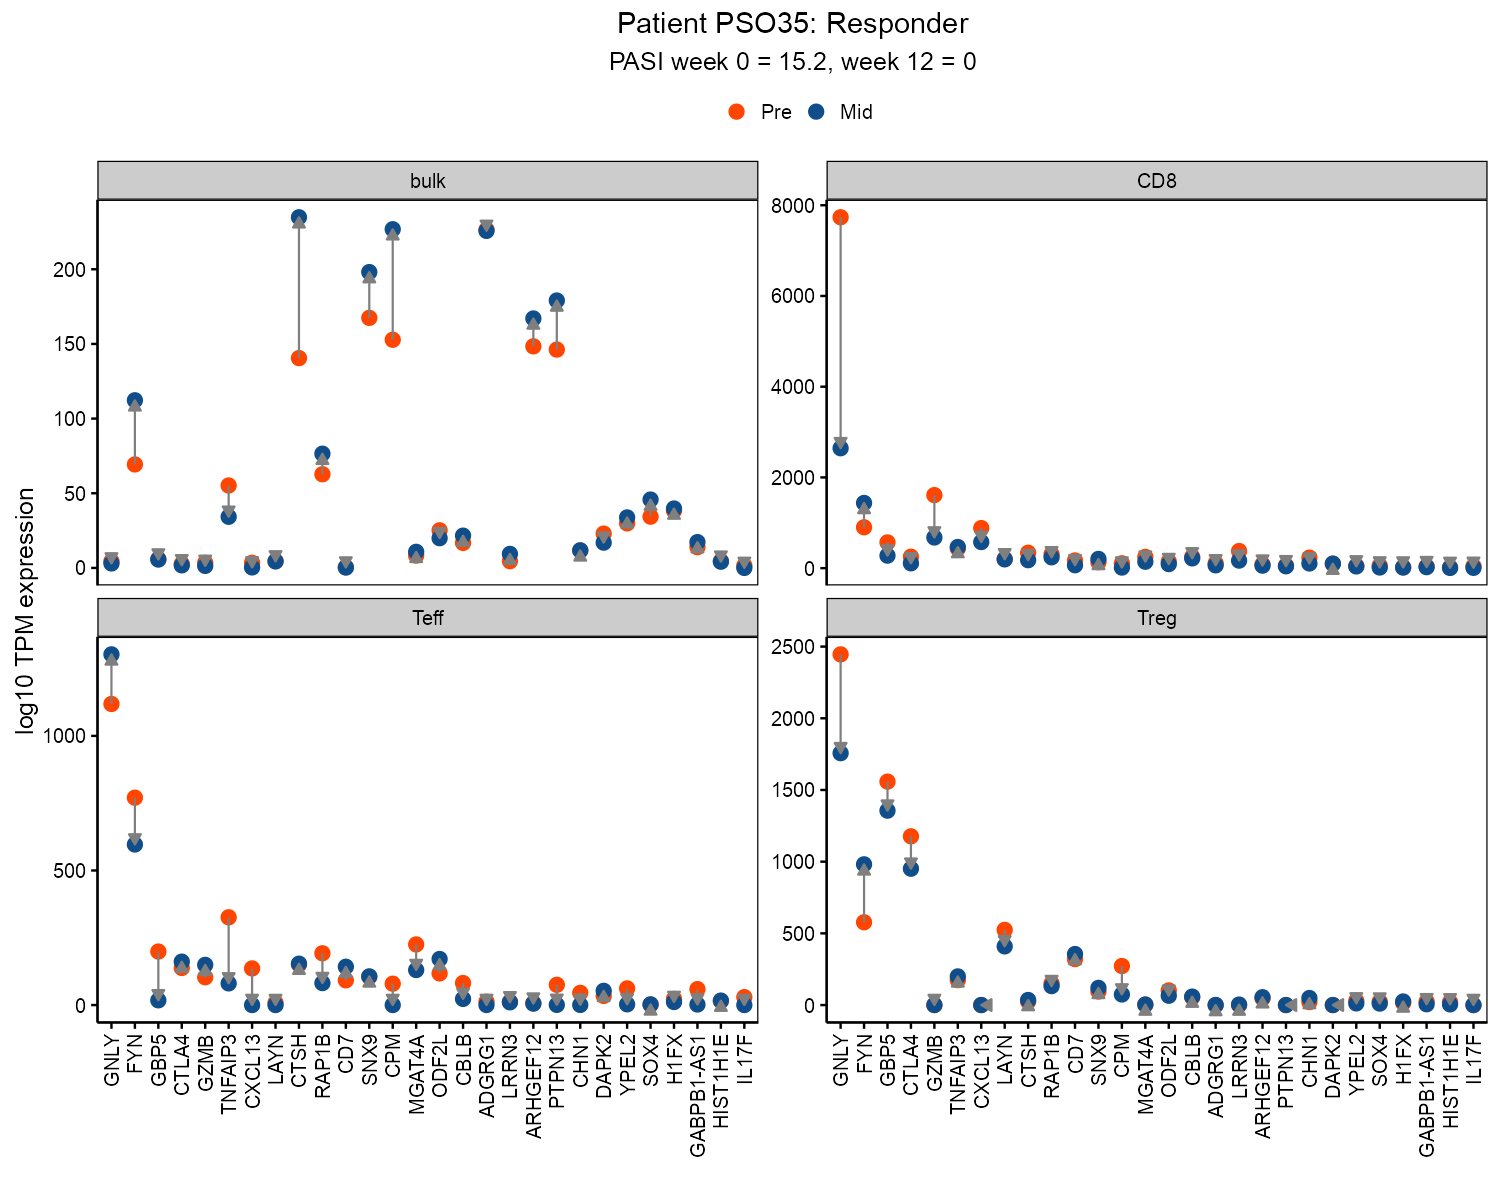 Patient PSO35: Responder
PASI week 0 = 15.2, week 12 = 0
Pre Mid
bulk
CD8
log10 TPM expression
200
150
100
50
0
8000
6000
4000
2000
0
Teff
Treg
1000
500
0
2500
2000
1500
1000
500
0
GNLY
FYN
GBP5
CTLA4
GZMB
TNFAIP3
CXCL13
LAYN
CTSH
RAP1B
CD7
SNX9
CPM
MGAT4A
ODF2L
CBLB
ADGRG1
LRRN3
ARHGEF12
PTPN13
CHN1
DAPK2
YPEL2
SOX4
H1FX
GABPB1-AS1
HIST1H1E
IL17F
GNLY
FYN
GBP5
CTLA4
GZMB
TNFAIP3
CXCL13
LAYN
CTSH
RAP1B
CD7
SNX9
CPM
MGAT4A
ODF2L
CBLB
ADGRG1
LRRN3
ARHGEF12
PTPN13
CHN1
DAPK2
YPEL2
SOX4
H1FX
GABPB1-AS1
HIST1H1E
IL17F